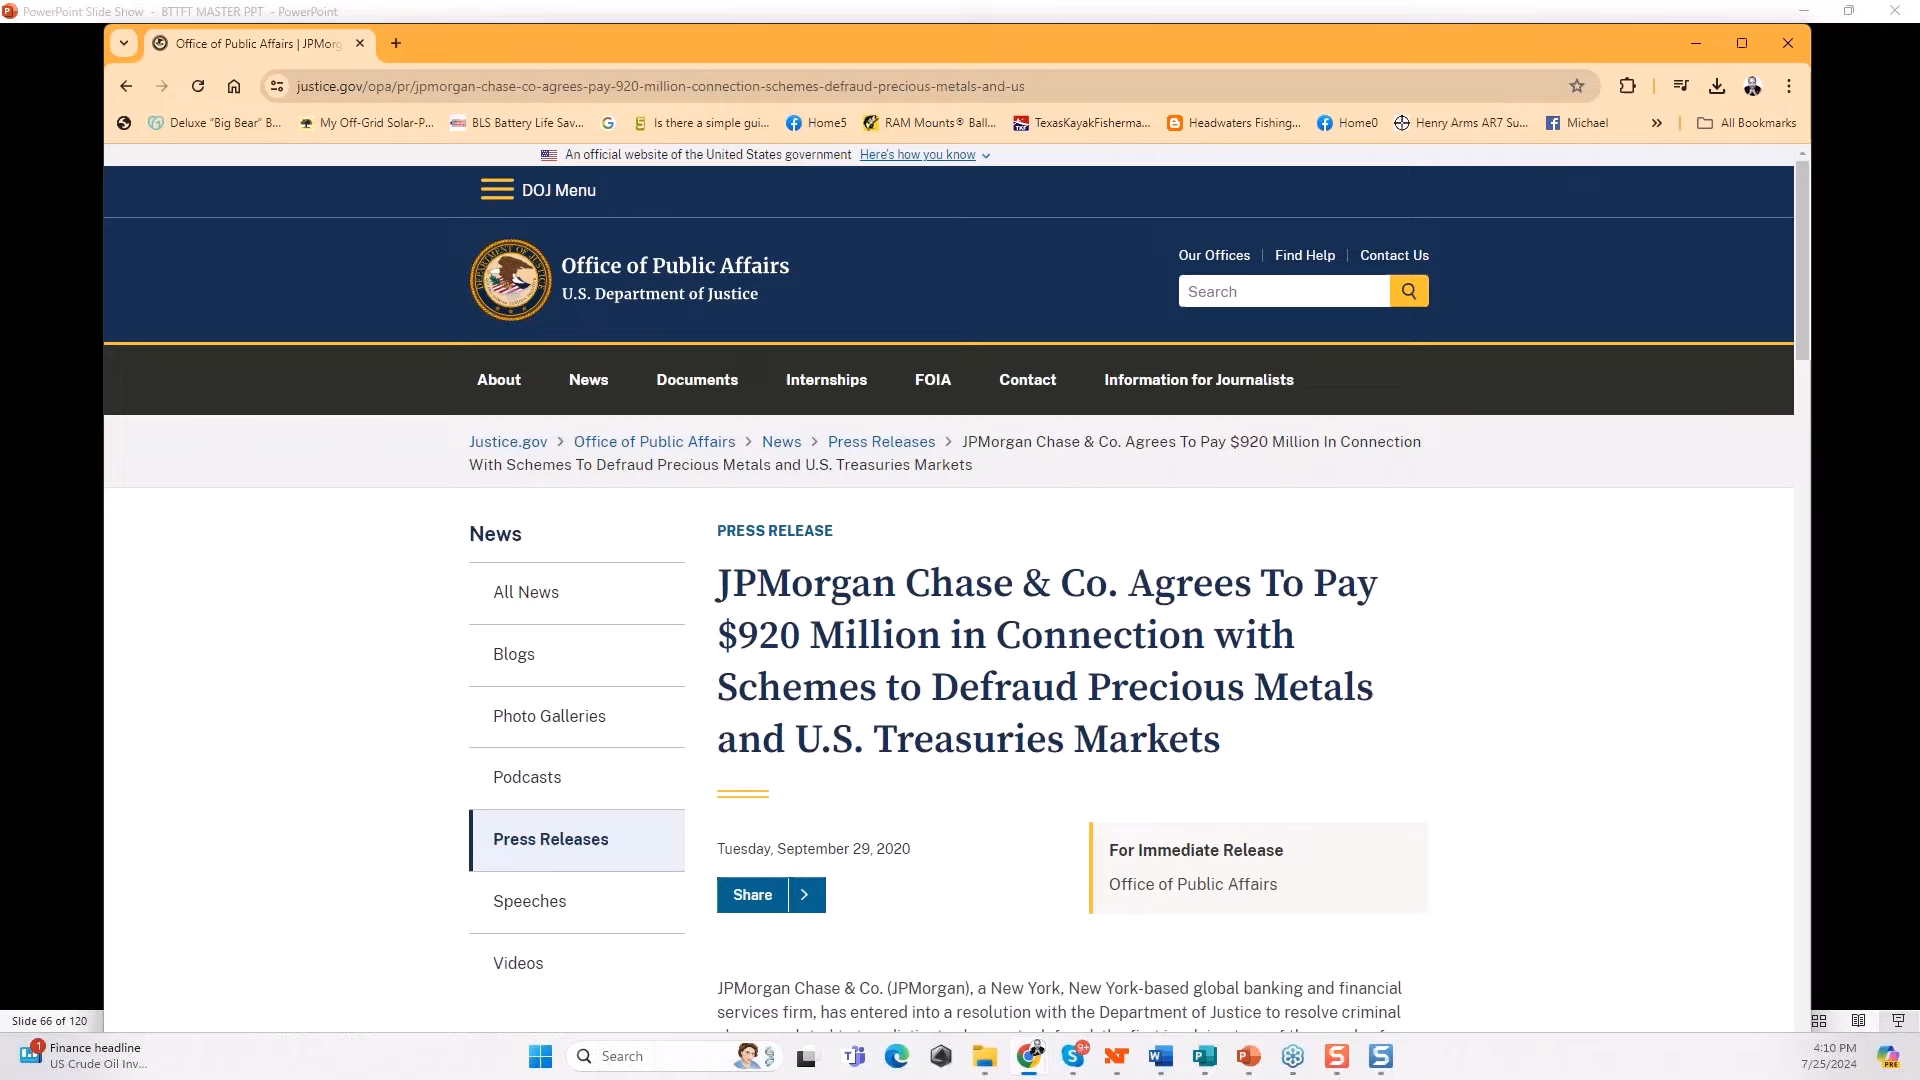 PowerPoint Slide Show - BTTFT MASTER PPT - PowerPoint
Office of Public Affairs | JPMorg
justice.gov/opa/pr/jpmorgan-chase-co-agrees-pay-920-million-connection-schemes-defraud-precious-metals-and-us
Deluxe "Big Bear" B... My Off-Grid Solar-P... BLS Battery Life Sav... Is there a simple gui... Home5 RAM Mounts® Ball... TexasKayakFisherma... Headwaters Fishing... Home0 Henry Arms AR7 Su... Michael » All Bookmarks
An official website of the United States government Here's how you know
DOJ Menu
Office of Public Affairs
U.S. Department of Justice
Our Offices Find Help Contact Us
Search
About News Documents Internships FOIA Contact Information for Journalists
Justice.gov > Office of Public Affairs > News > Press Releases > JPMorgan Chase & Co. Agrees To Pay $920 Million In Connection
With Schemes To Defraud Precious Metals and U.S. Treasuries Markets
News
All News
Blogs
Photo Galleries
Podcasts
Press Releases
Speeches
Videos
PRESS RELEASE
JPMorgan Chase & Co. Agrees To Pay
$920 Million in Connection with
Schemes to Defraud Precious Metals
and U.S. Treasuries Markets
Tuesday, September 29, 2020
Share
For Immediate Release
Office of Public Affairs
JPMorgan Chase & Co. (JPMorgan), a New York, New York-based global banking and financial
services firm, has entered into a resolution with the Department of Justice to resolve criminal
Slide 66 of 120
1
Finance headline
US Crude Oil Inv...
Search
9+
4:10 PM
7/25/2024
PRE